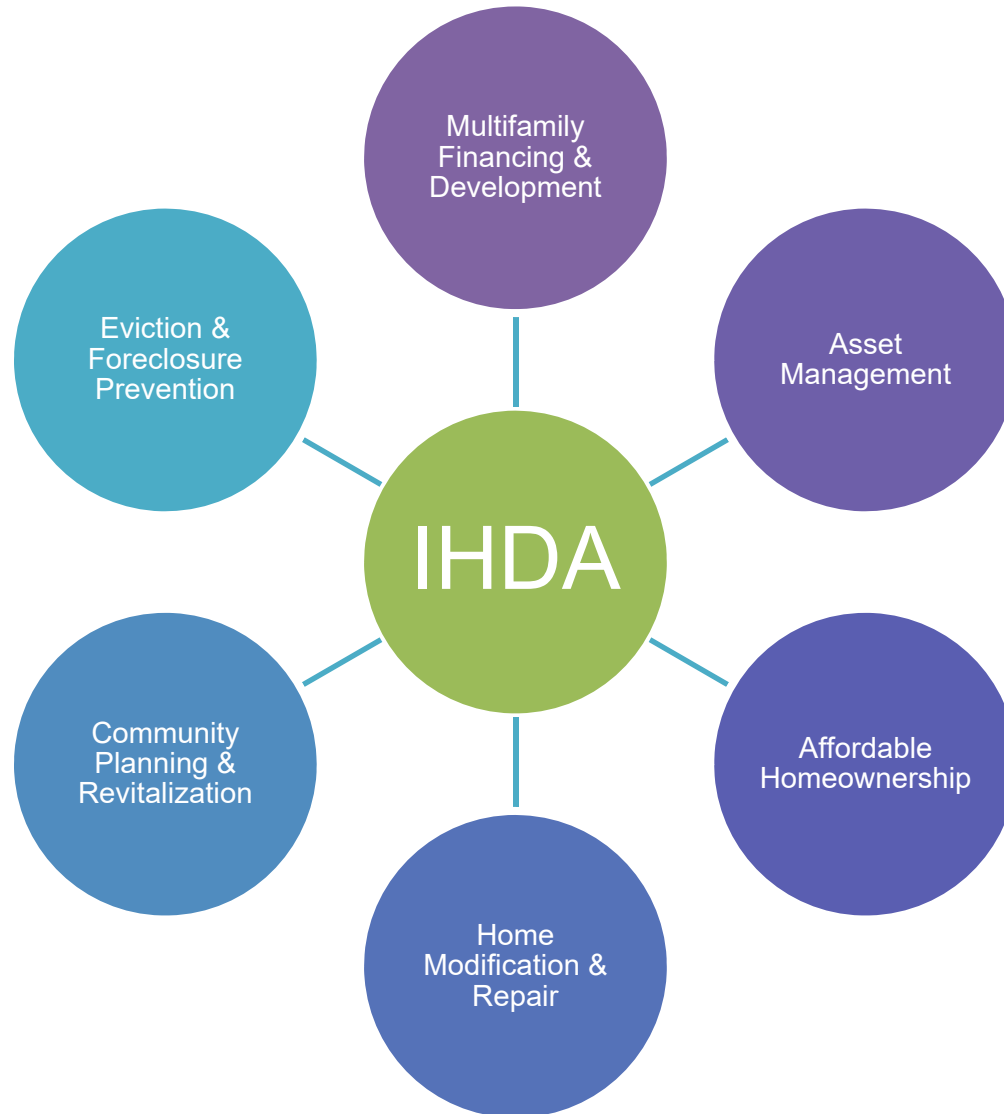 Multifamily
Financing &
Development
Eviction &
Foreclosure
Prevention
Asset
Management
IHDA
Community
Planning &
Revitalization
Affordable
Homeownership
Home
Modification &
Repair